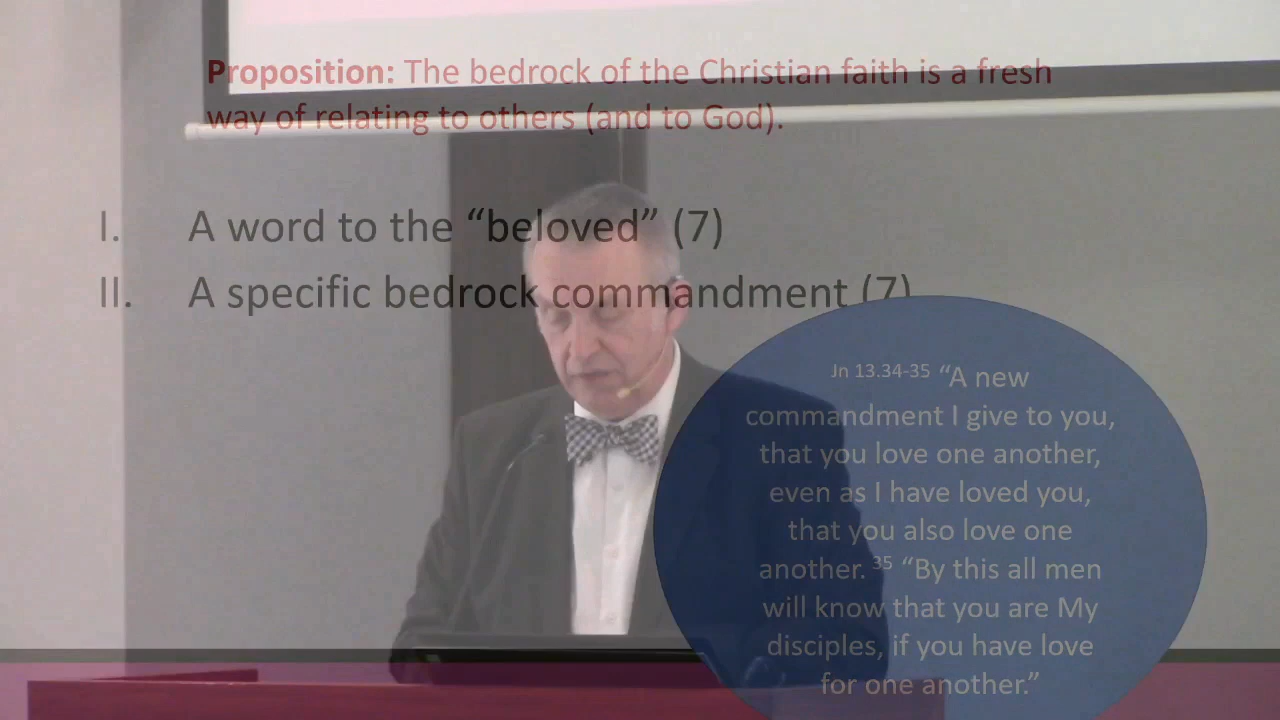 Proposition: The bedrock of the Christian faith is a fresh
way of relating to others (and to God).
I. A word to the “beloved” (7)
II. A specific bedrock commandment (7)
Jn 13.34-35 “A new
commandment I give to you,
that you love one another,
even as I have loved you,
that you also love one
another. 35 “By this all men
will know that you are My
disciples, if you have love
for one another.”